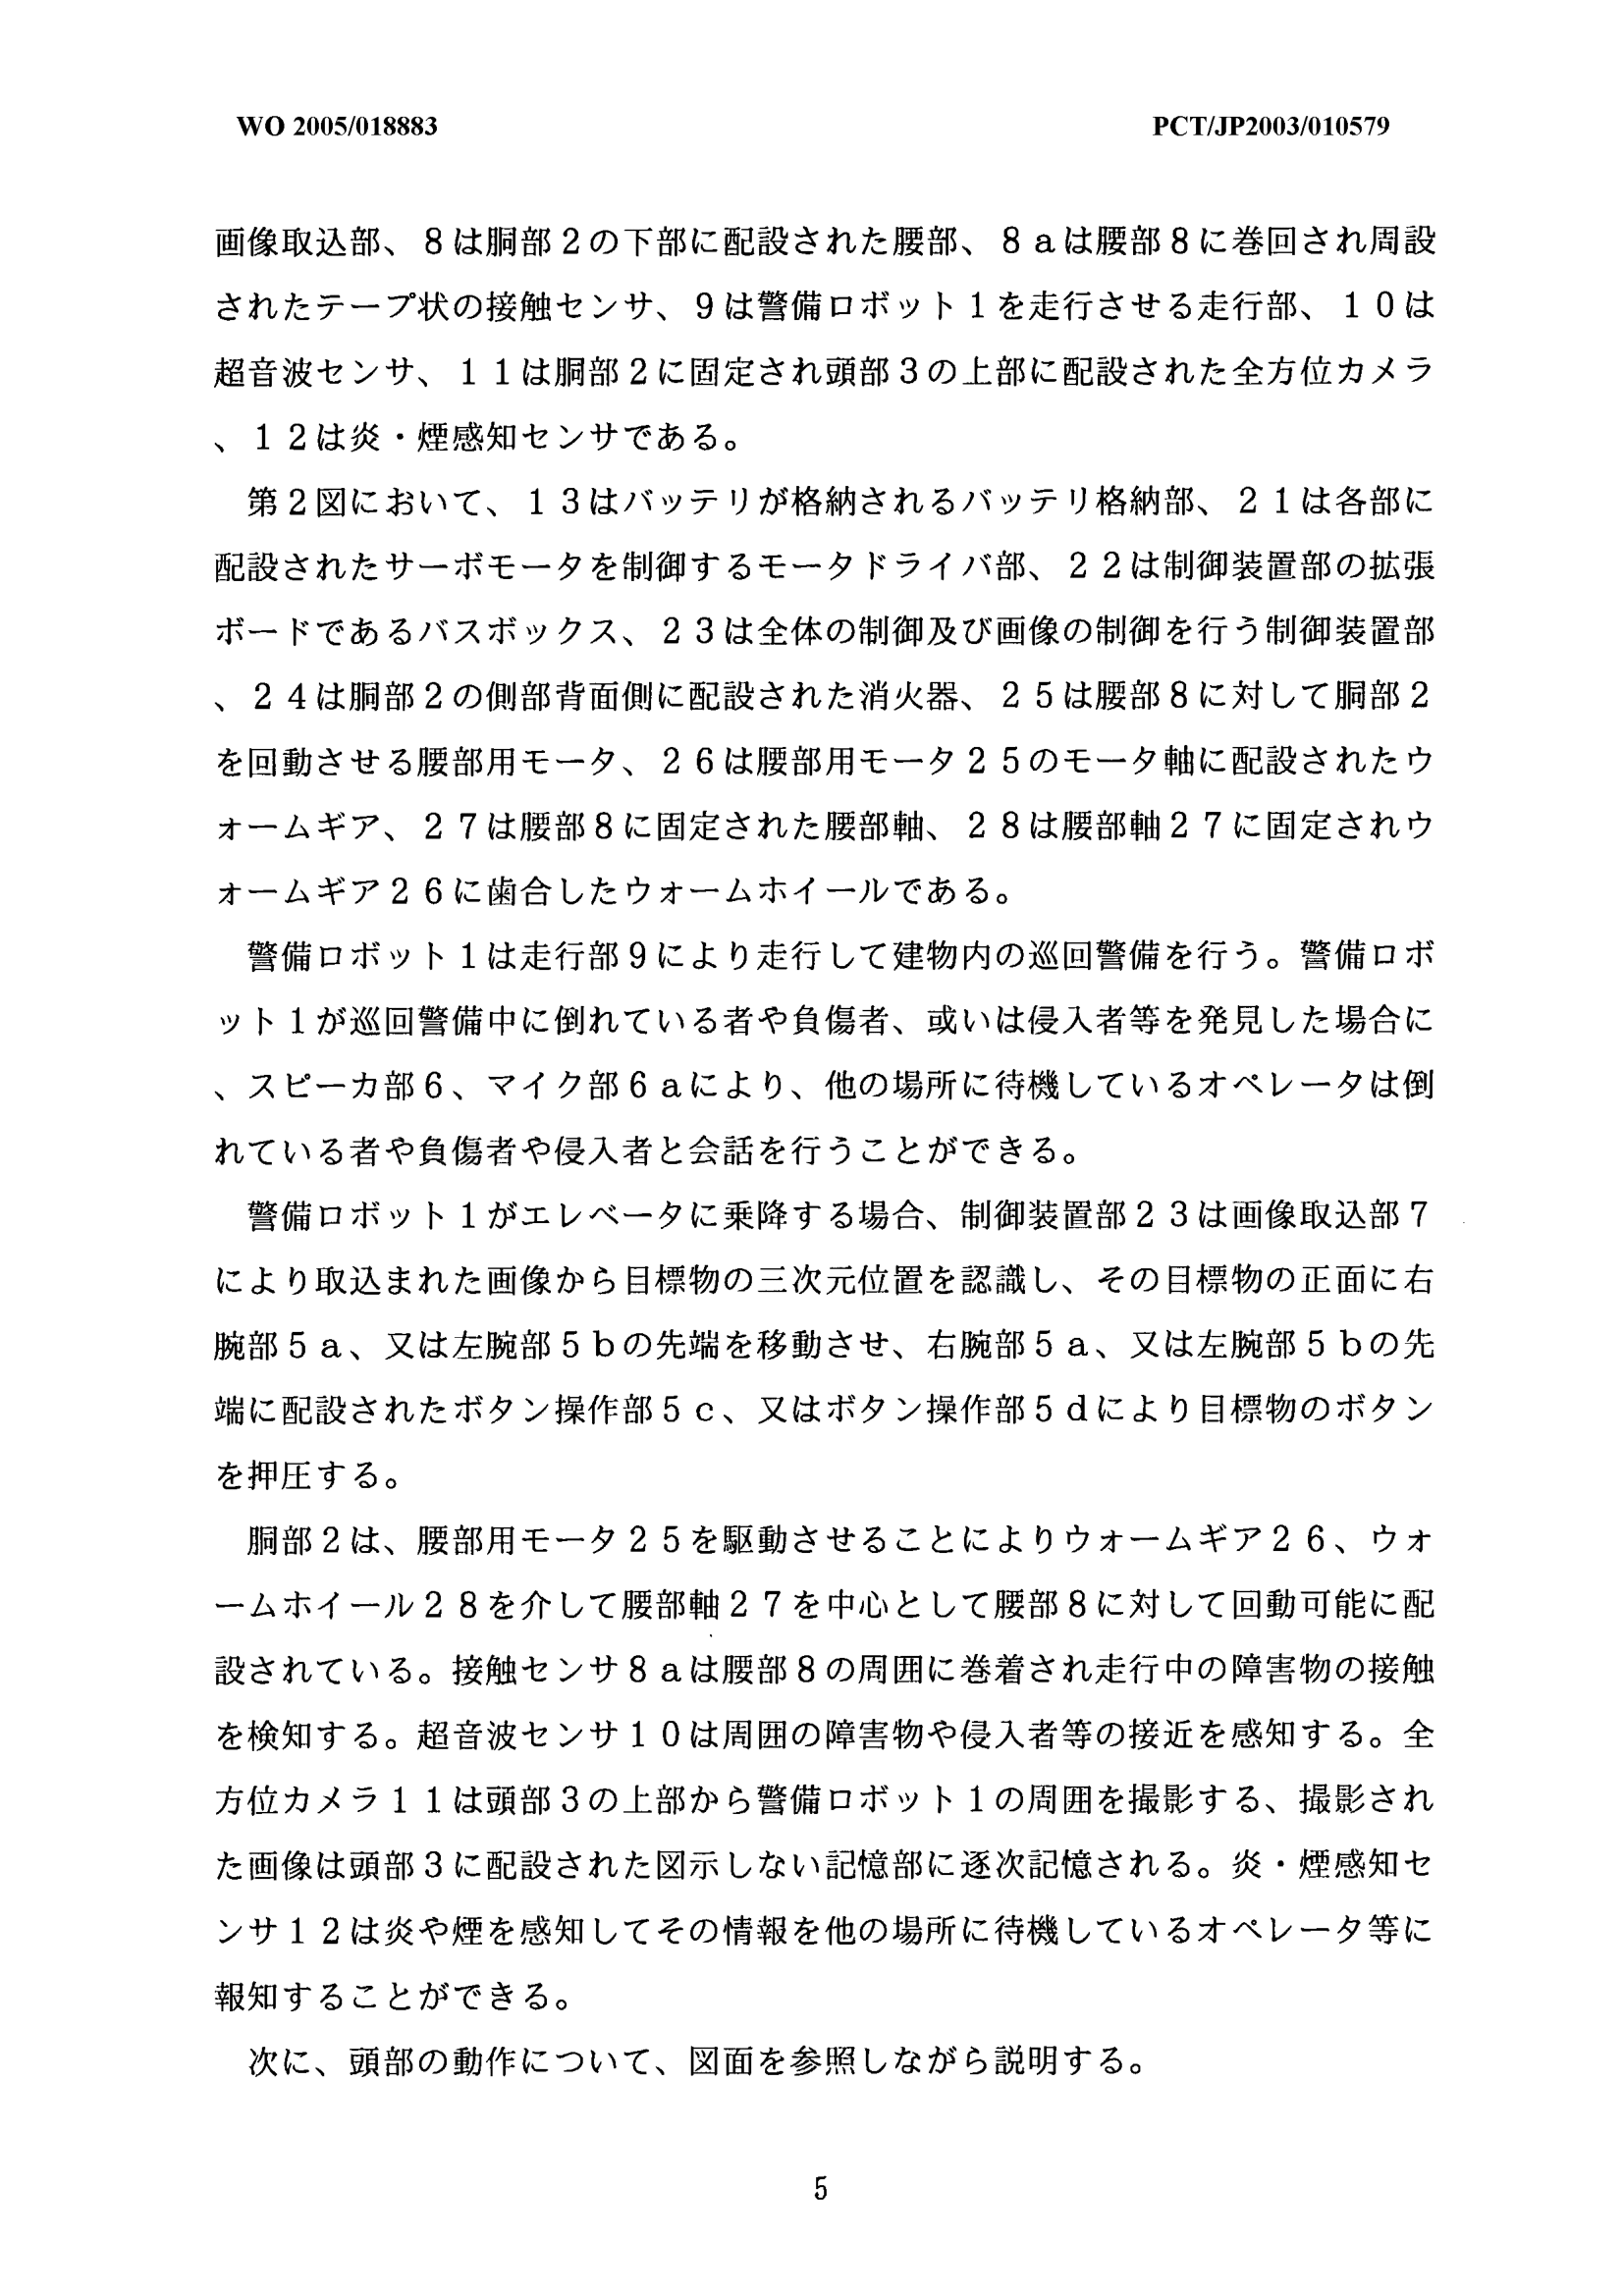 WO 2005/018883 PCT/JP2003/010579
画像取込部、８は胴部２の下部に配設された腰部、８ａは腰部８に巻回され周設
されたテープ状の接触センサ、９は警備ロボット１を走行させる走行部、１０は
超音波センサ、１１は胴部２に固定され頭部３の上部に配設された全方位カメラ
、１２は炎・煙感知センサである。
第２図において、１３はバッテリが格納されるバッテリ格納部、２１は各部に
配設されたサーボモータを制御するモータドライバ部、２２は制御装置部の拡張
ボードであるバスボックス、２３は全体の制御及び画像の制御を行う制御装置部
、２４は胴部２の側部背面側に配設された消火器、２５は腰部８に対して胴部２
を回動させる腰部用モータ、２６は腰部用モータ２５のモータ軸に配設されたウ
ォームギア、２７は腰部８に固定された腰部軸、２８は腰部軸２７に固定されウ
ォームギア２６に歯合したウォームホイールである。
警備ロボット１は走行部９により走行して建物内の巡回警備を行う。警備ロボ
ット１が巡回警備中に倒れている者や負傷者、或いは侵入者等を発見した場合に
、スピーカ部６、マイク部６ａにより、他の場所に待機しているオペレータは倒
れている者や負傷者や侵入者と会話を行うことができる。
警備ロボット１がエレベータに乗降する場合、制御装置部２３は画像取込部７
により取込まれた画像から目標物の三次元位置を認識し、その目標物の正面に右
腕部５ａ、又は左腕部５ｂの先端を移動させ、右腕部５ａ、又は左腕部５ｂの先
端に配設されたボタン操作部５ｃ、又はボタン操作部５ｄにより目標物のボタン
を押圧する。
胴部２は、腰部用モータ２５を駆動させることによりウォームギア２６、ウォ
ームホイール２８を介して腰部軸２７を中心として腰部８に対して回動可能に配
設されている。接触センサ８ａは腰部８の周囲に巻着され走行中の障害物の接触
を検知する。超音波センサ１０は周囲の障害物や侵入者等の接近を感知する。全
方位カメラ１１は頭部３の上部から警備ロボット１の周囲を撮影する、撮影され
た画像は頭部３に配設された図示しない記憶部に逐次記憶される。炎・煙感知セ
ンサ１２は炎や煙を感知してその情報を他の場所に待機しているオペレータ等に
報知することができる。
次に、頭部の動作について、図面を参照しながら説明する。
5